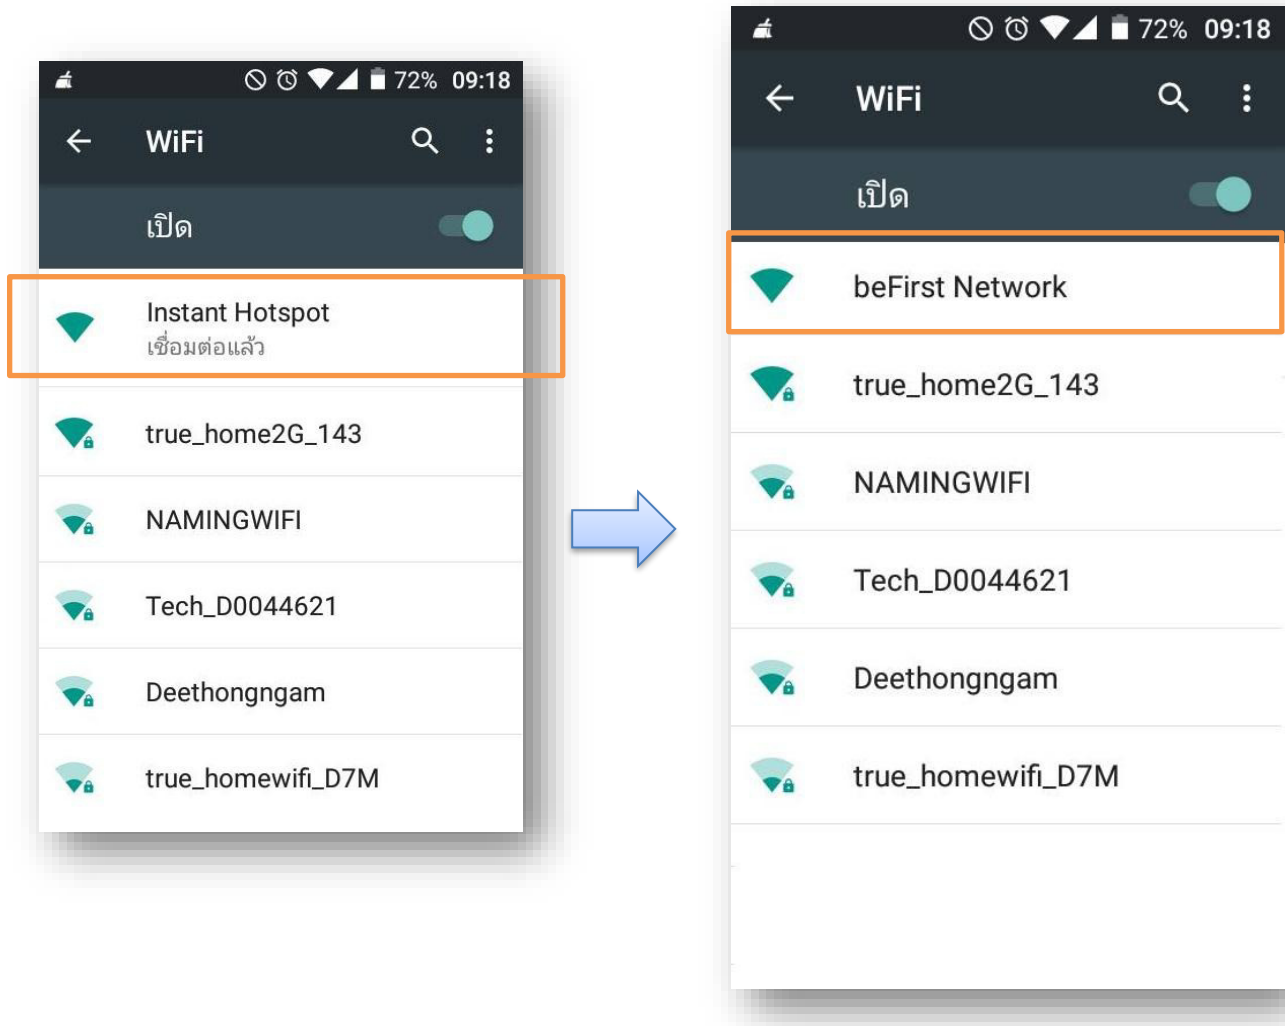 72% 09:18
WiFi
เปิด
Instant Hotspot
เชื่อมต่อแล้ว
true_home2G_143
NAMINGWIFI
Tech_D0044621
Deethongngam
true_homewifi_D7M
72% 09:18
WiFi
เปิด
beFirst Network
true_home2G_143
NAMINGWIFI
Tech_D0044621
Deethongngam
true_homewifi_D7M